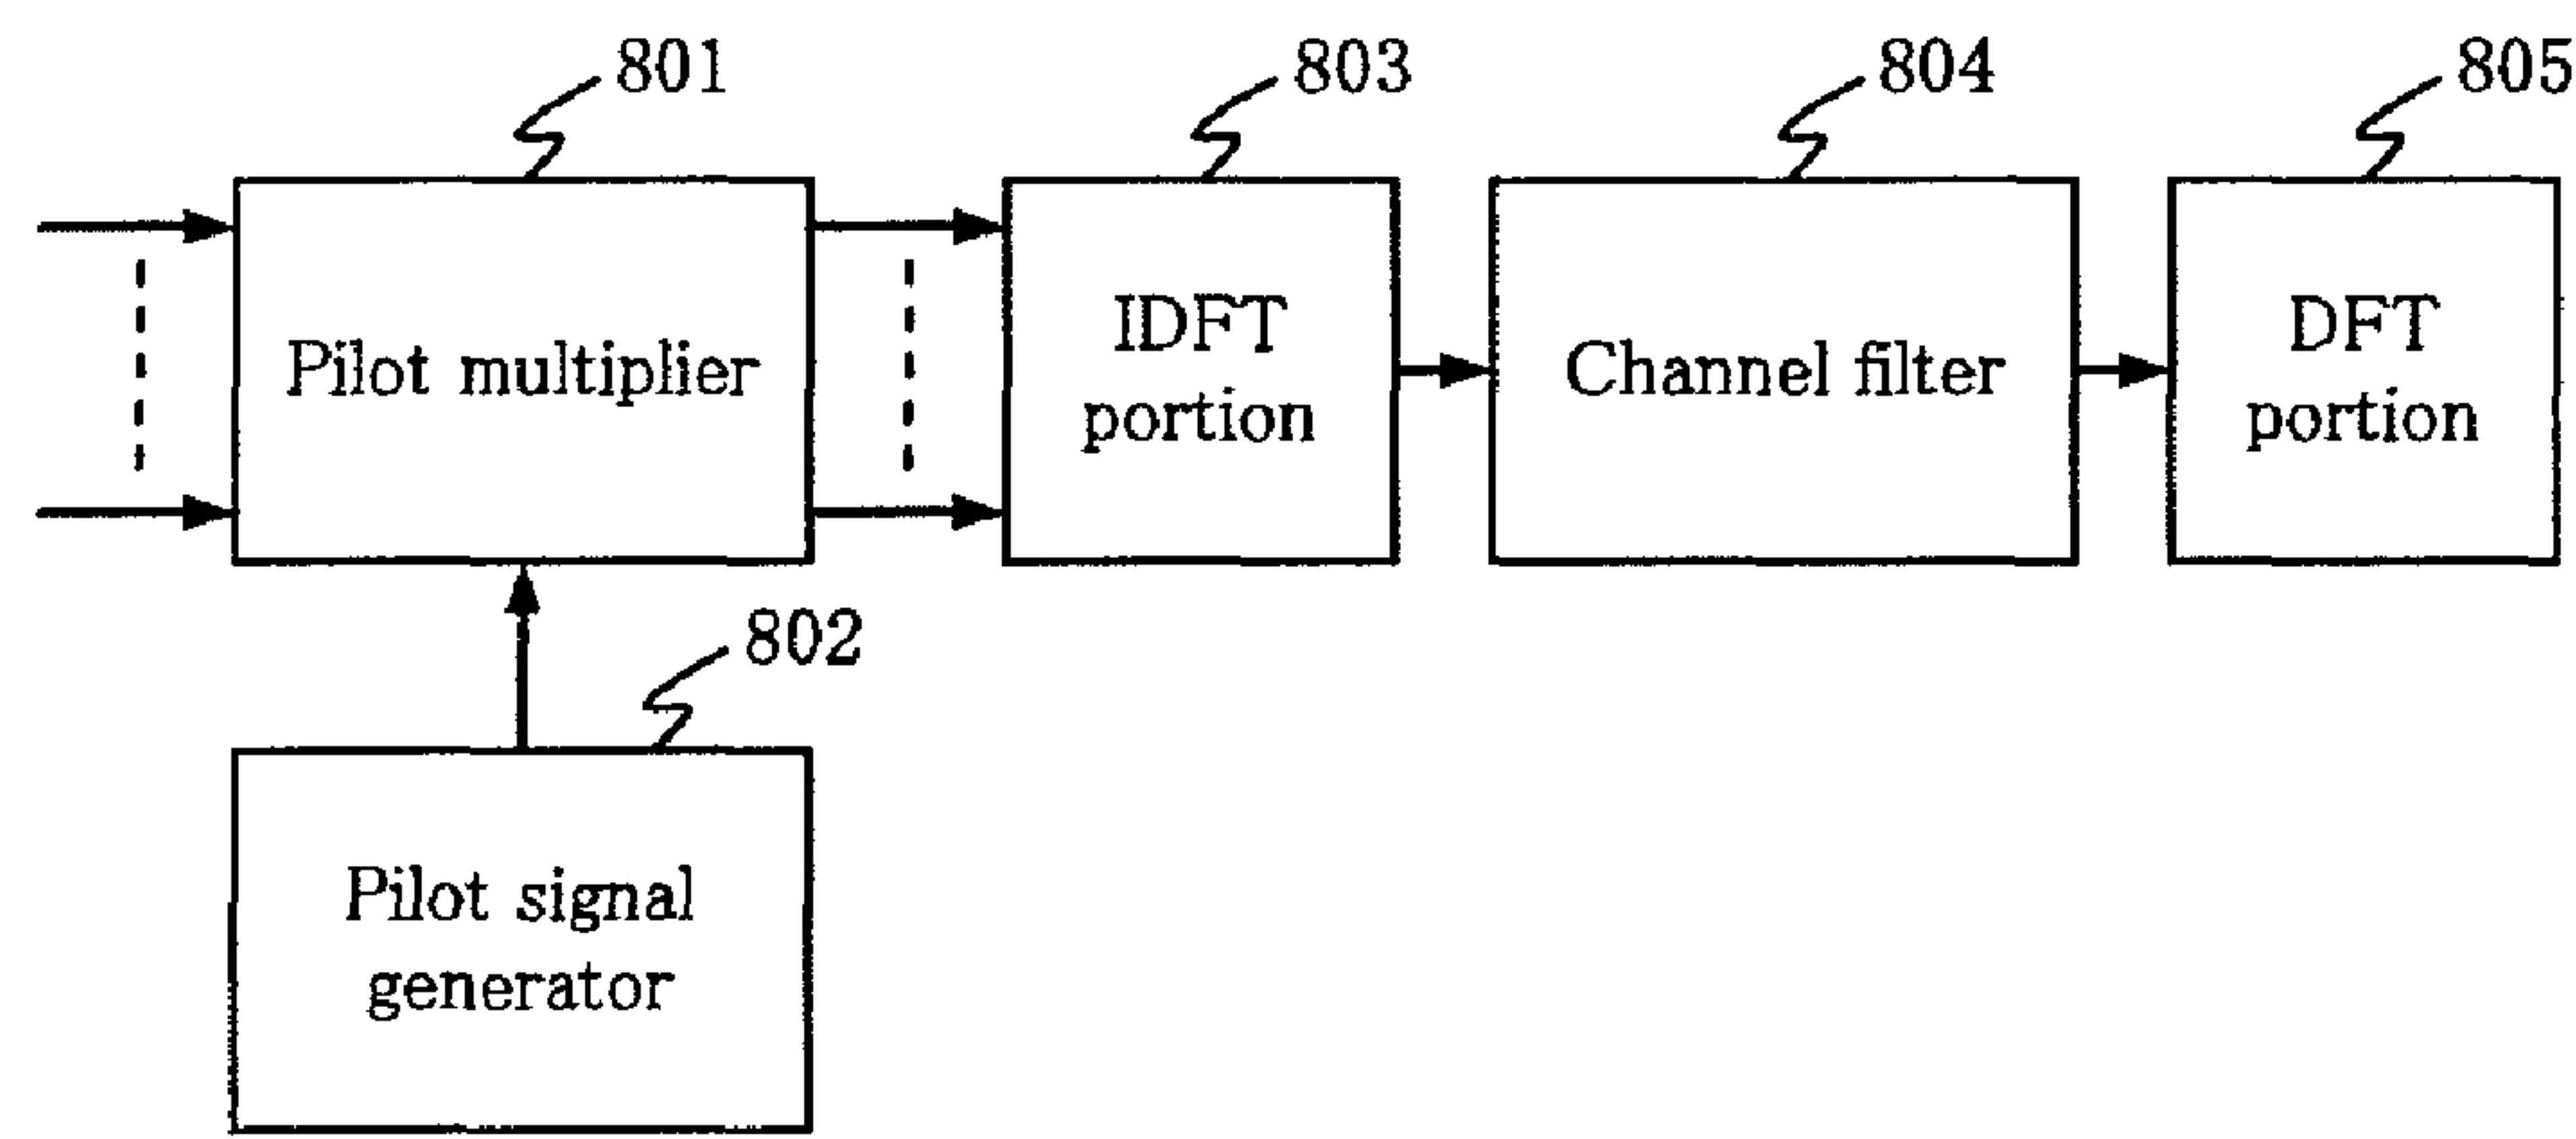 801
803
804
805
Pilot multiplier
IDFT
portion
Channel filter
DFT
portion
802
Pilot signal
generator